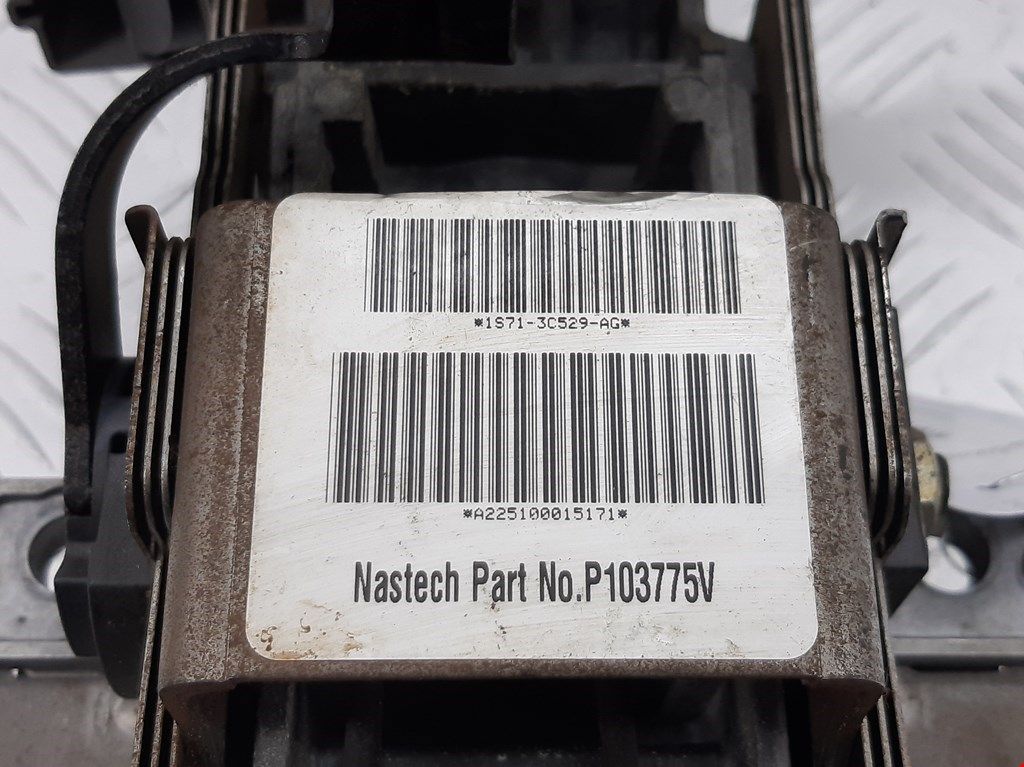 *1S71-3C529-AG*
*A225100015171*
Nastech Part No.P103775V